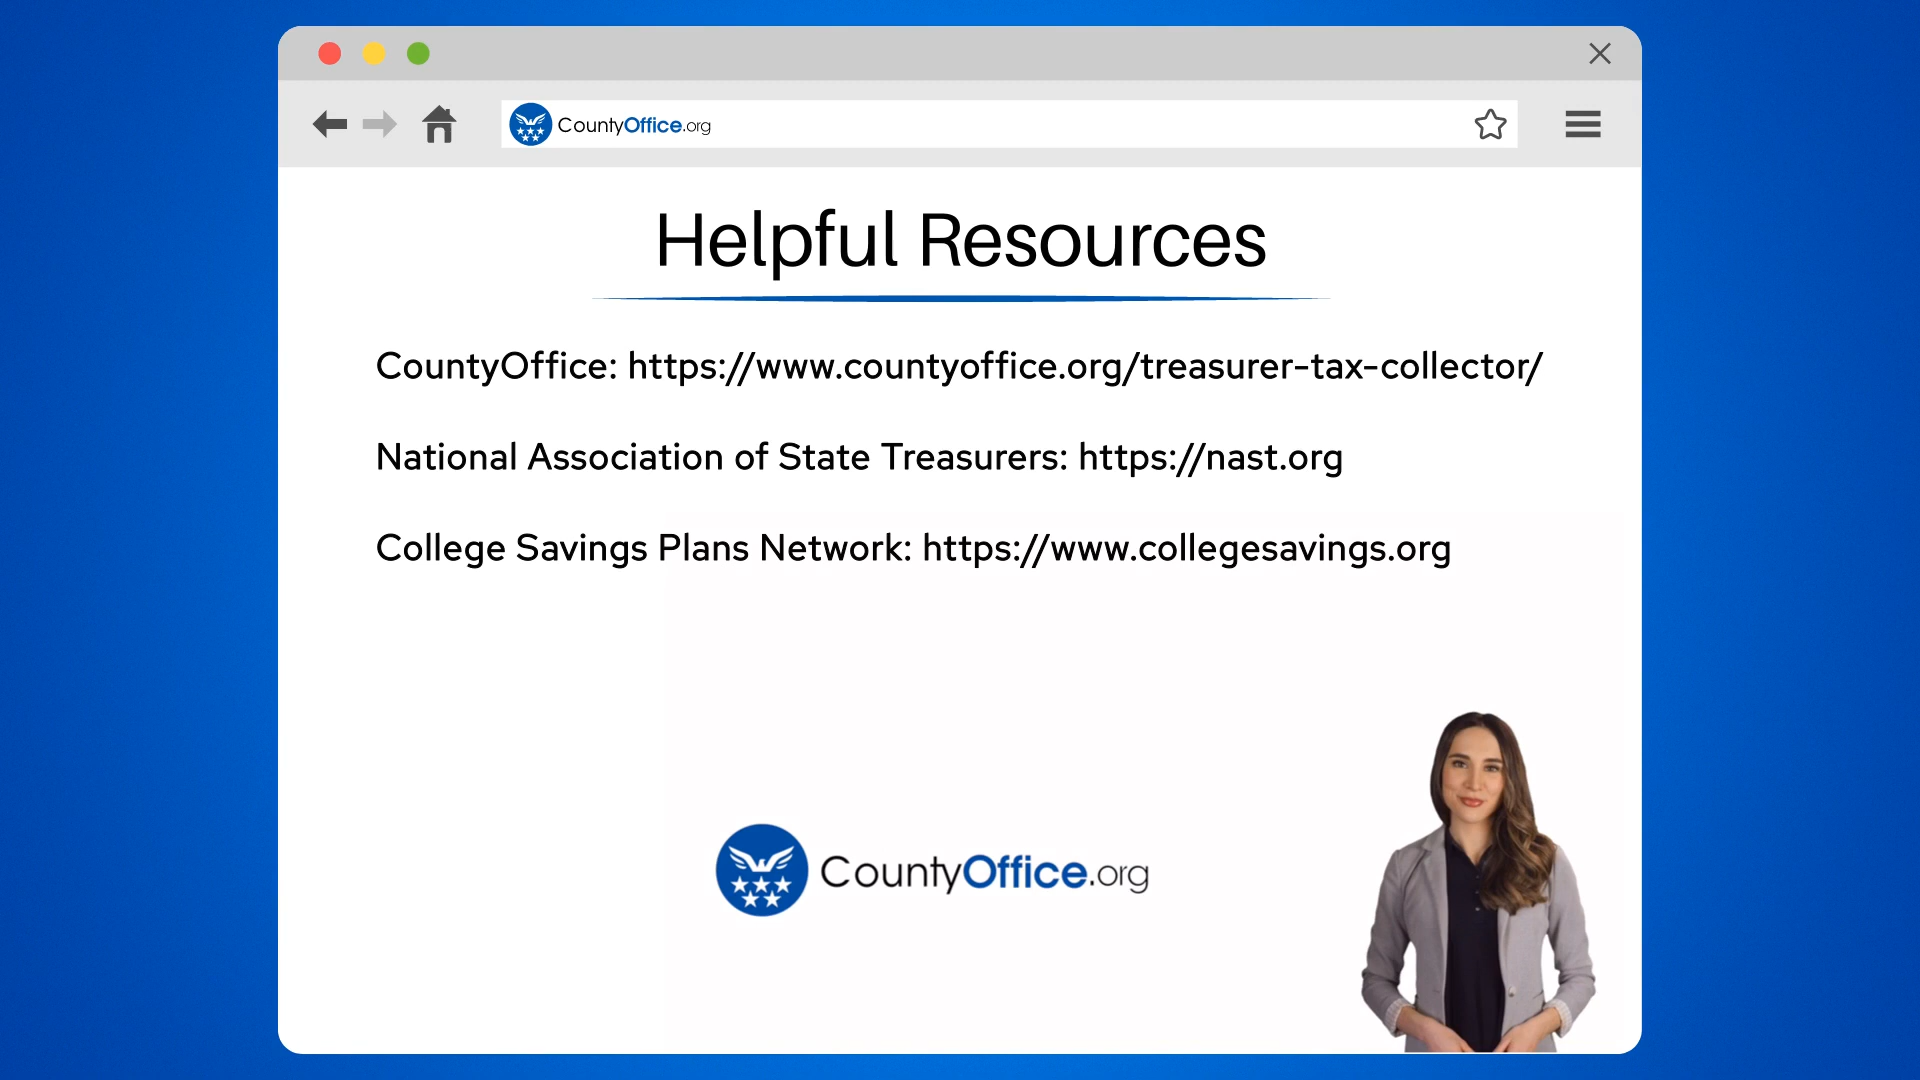 CountyOffice.org
Helpful Resources
CountyOffice: https://www.countyoffice.org/treasurer-tax-collector/
National Association of State Treasurers: https://nast.org
College Savings Plans Network: https://www.collegesavings.org
CountyOffice.org